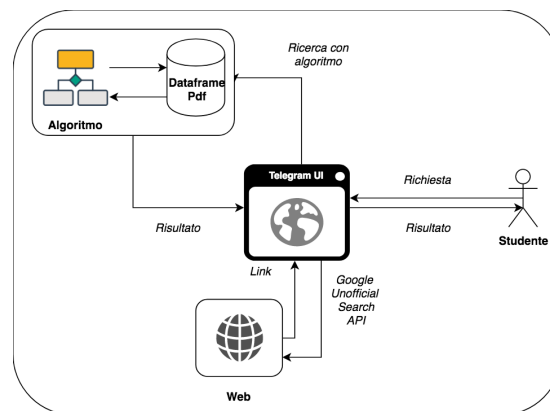 Ricerca con
algoritmo
Dataframe
Pdf
Algoritmo
Telegram UI
Richiesta
Risultato
Risultato
Studente
Link
Google
Unofficial
Search
API
Web